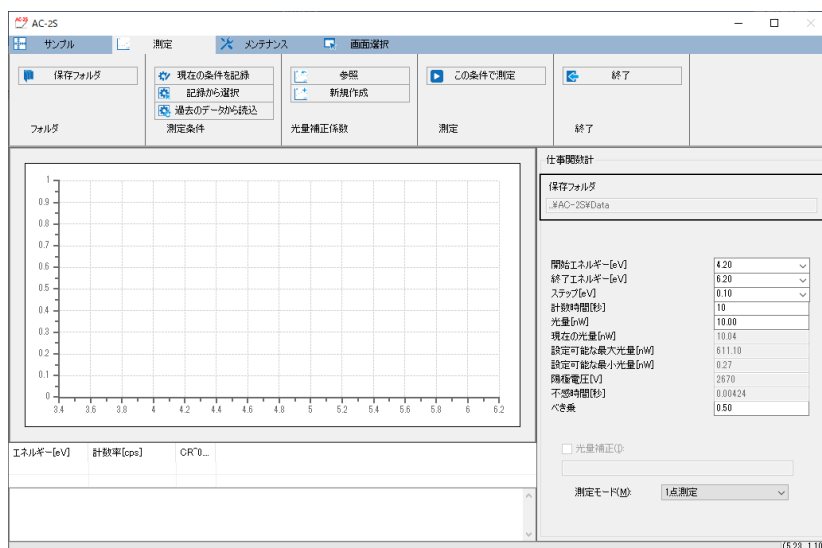 AC-2S AC-2S
サンプル 測定 メンテナンス 画面選択
保存フォルダ 現在の条件を記録 参照 この条件で測定 終了
記録から選択 新規作成
過去のデータから読込
フォルダ 測定条件 光量補正係数 測定 終了
仕事関数計
保存フォルダ
..¥AC-2S¥Data
1
0.9
0.8
0.7
0.6
0.5
0.4
0.3
0.2
0.1
0
3.4 3.6 3.8 4 4.2 4.4 4.6 4.8 5 5.2 5.4 5.6 5.8 6 6.2
開始エネルギー[eV] 4.20
終了エネルギー[eV] 6.20
ステップ[eV] 0.10
計数時間[秒] 10
光量[nW] 10.00
現在の光量[nW] 10.04
設定可能な最大光量[nW] 611.10
設定可能な最小光量[nW] 0.27
陽極電圧[V] 2670
不感時間[秒] 0.00424
べき乗 0.50
エネルギー[eV] 計数率[cps] CR^0...
光量補正(I):
測定モード(M): 1点測定
(5.23, 1.10